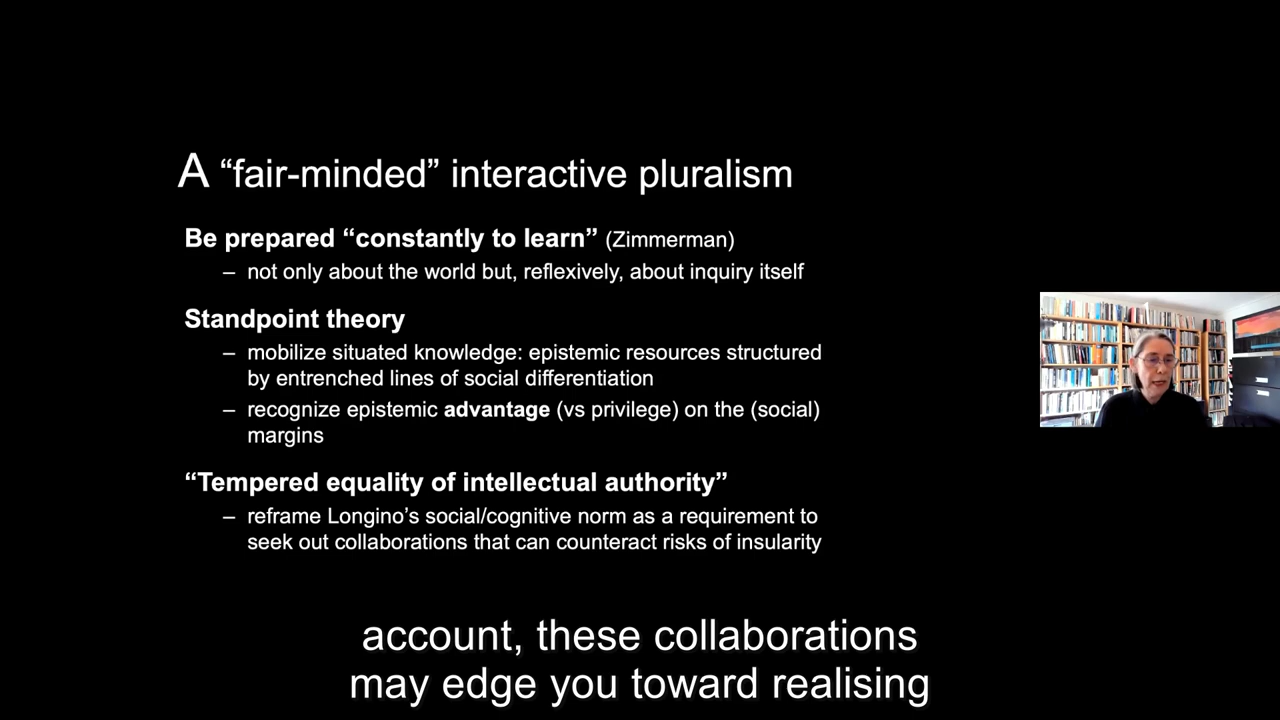 A “fair-minded” interactive pluralism
Be prepared “constantly to learn” (Zimmerman)
– not only about the world but, reflexively, about inquiry itself
Standpoint theory
– mobilize situated knowledge: epistemic resources structured
by entrenched lines of social differentiation
– recognize epistemic advantage (vs privilege) on the (social)
margins
“Tempered equality of intellectual authority”
– reframe Longino’s social/cognitive norm as a requirement to
seek out collaborations that can counteract risks of insularity
account, these collaborations
may edge you toward realising